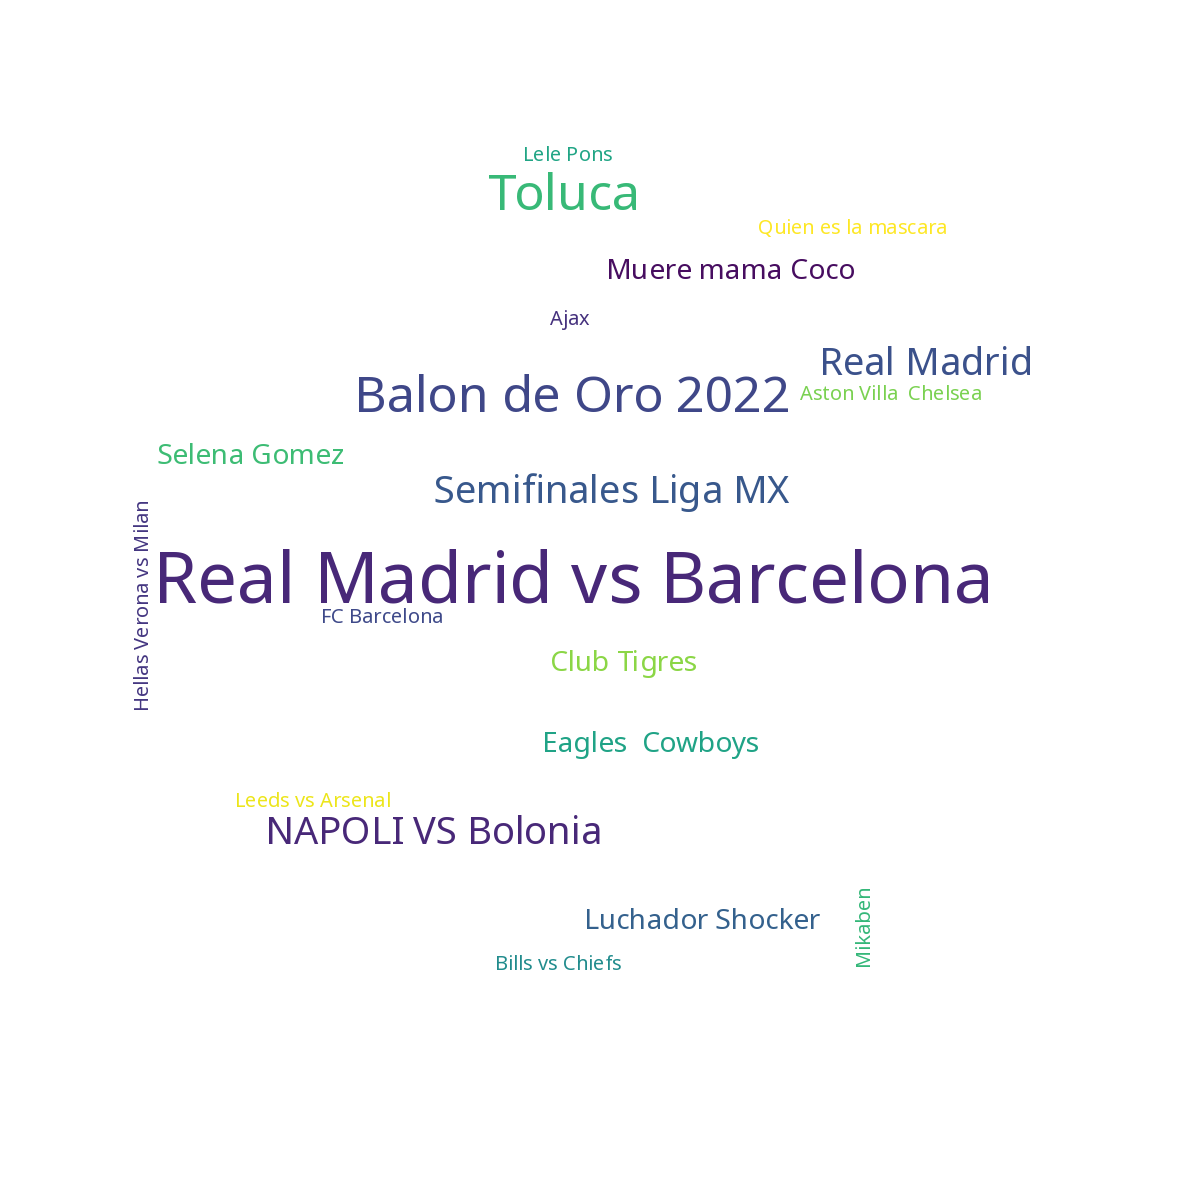 Lele Pons
Toluca
Quien es la mascara
Muere mama Coco
Ajax
Real Madrid
Balon de Oro 2022
Aston Villa  Chelsea
Selena Gomez
Semifinales Liga MX
Hellas Verona vs Milan
Real Madrid vs Barcelona
FC Barcelona
Club Tigres
Eagles  Cowboys
Leeds vs Arsenal
NAPOLI VS Bolonia
Luchador Shocker
Mikaben
Bills vs Chiefs